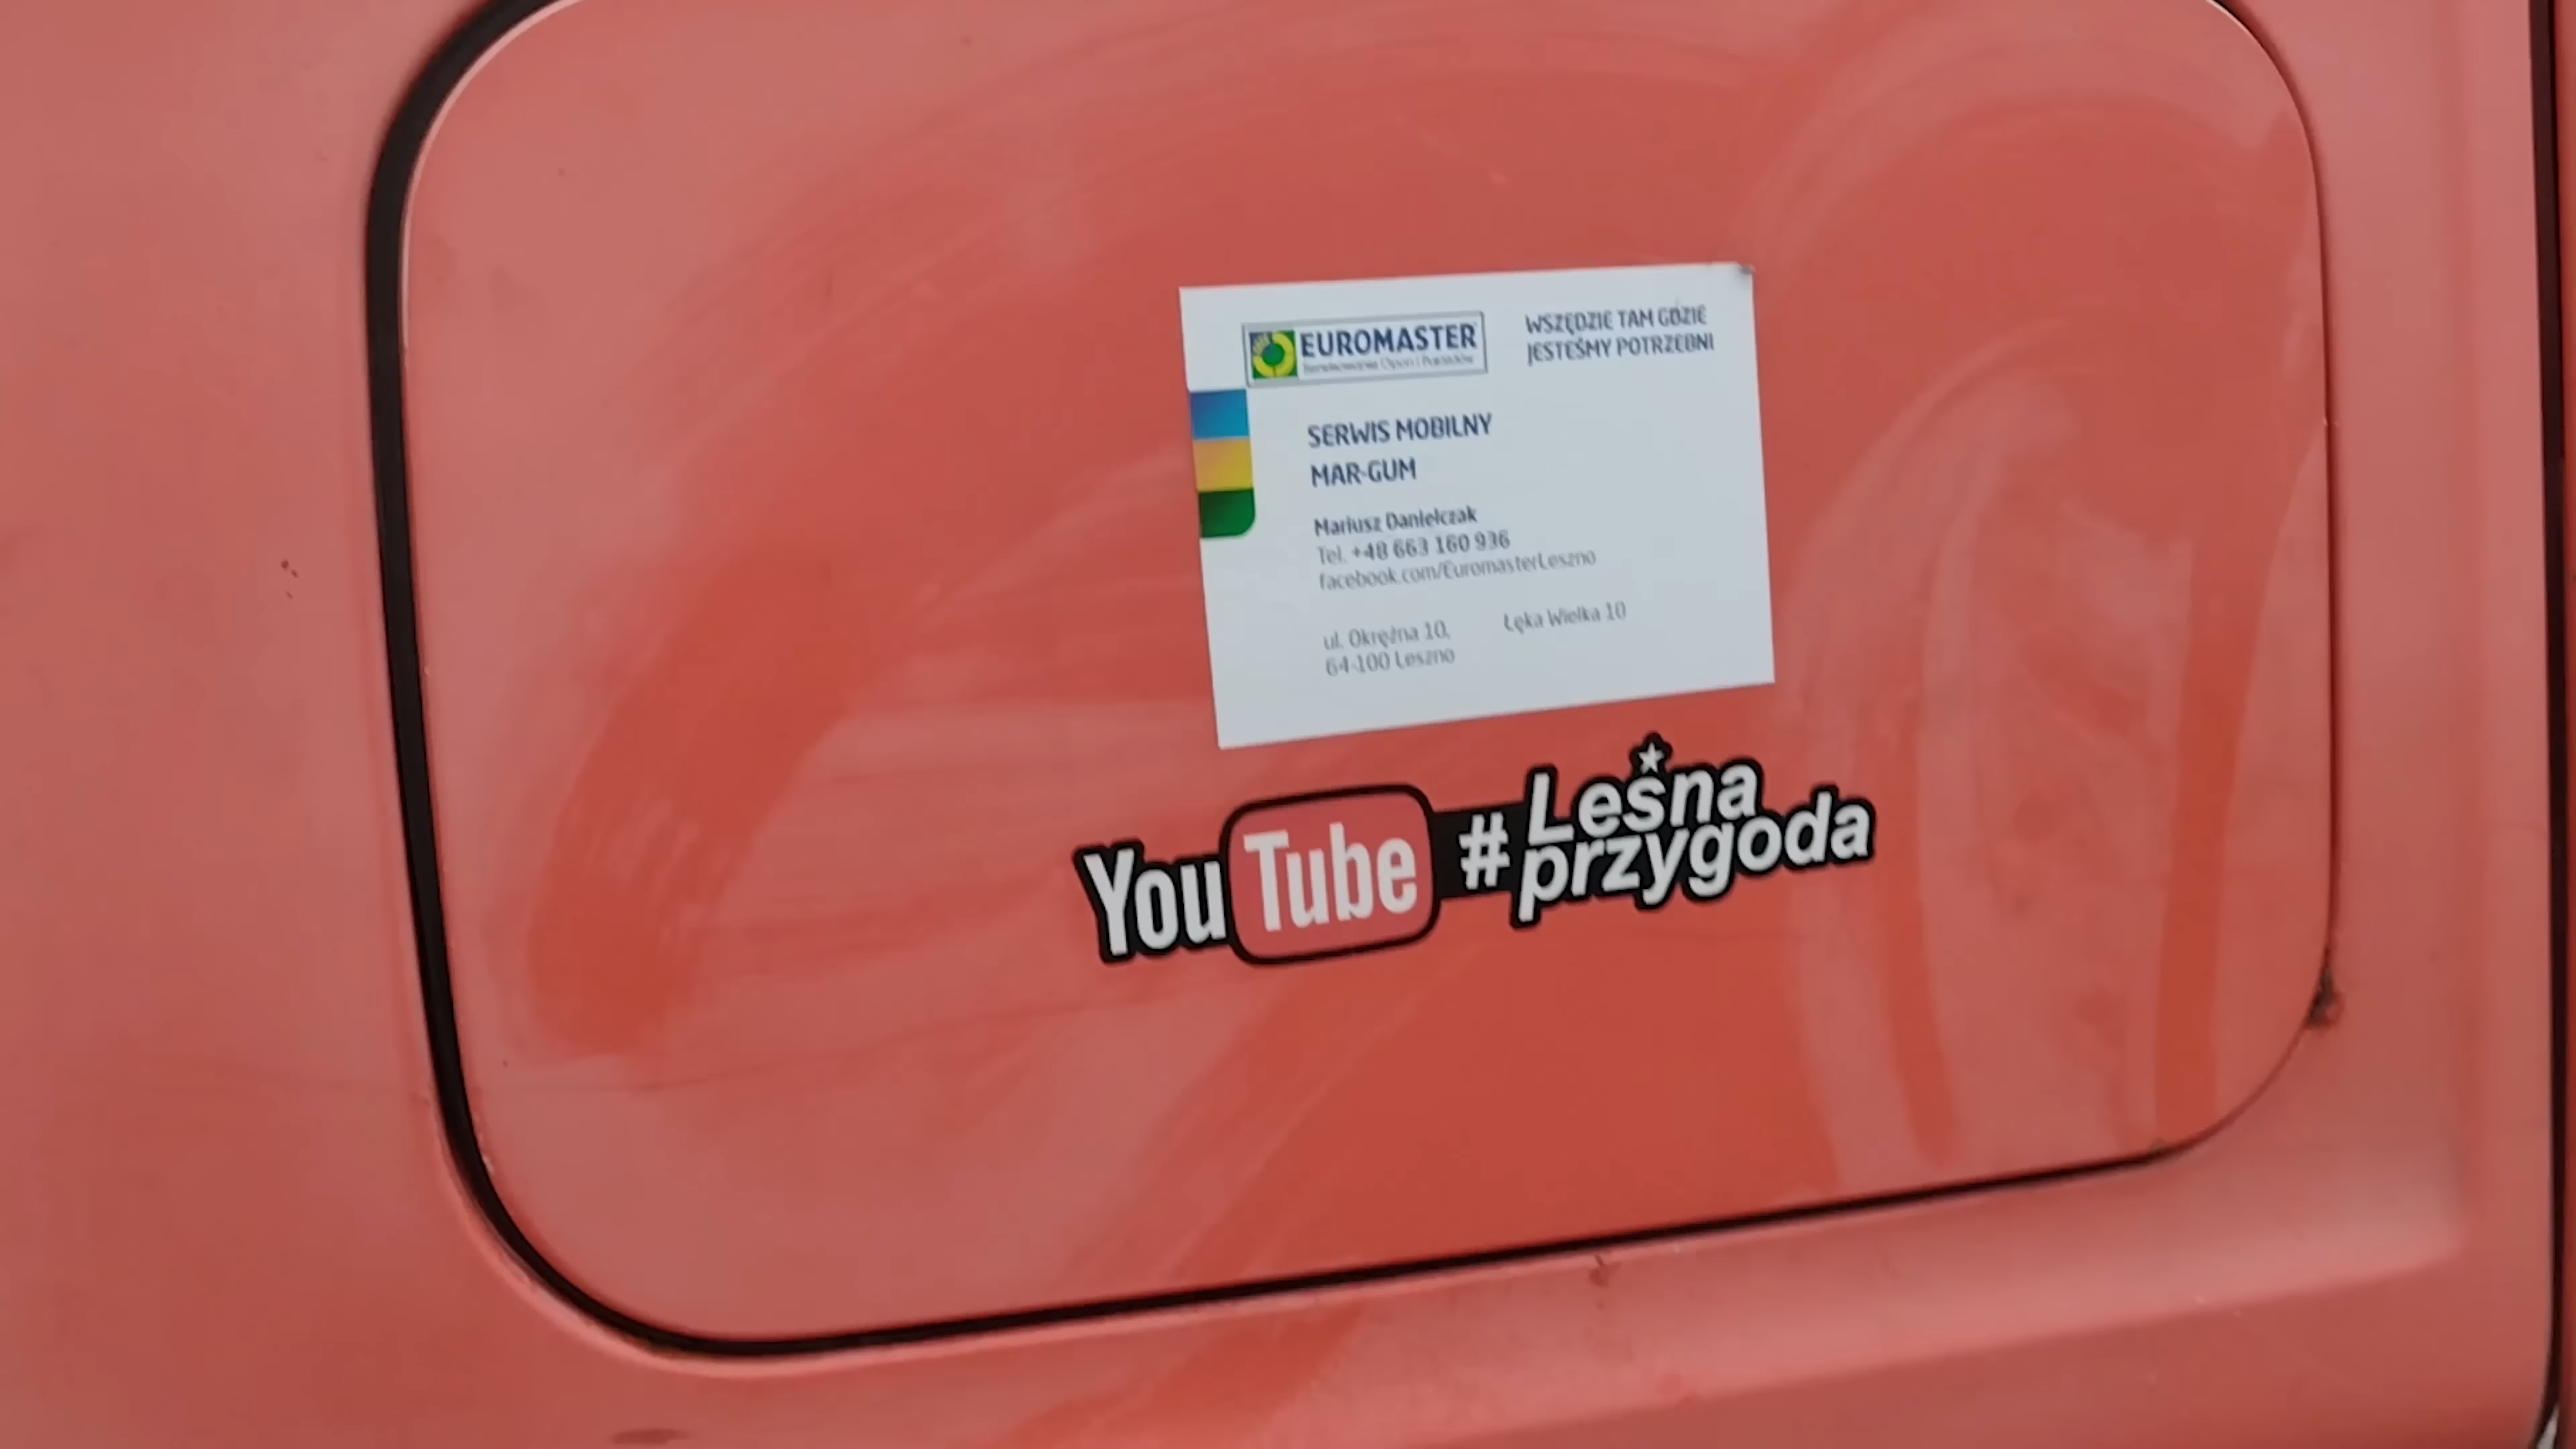 EUROMASTER
WSZĘDZIE TAM GDZIE
JESTEŚMY POTRZEBNI
SERWIS MOBILNY
MAR-GUM
Mariusz Danielczak
Tel. +48 663 160 936
facebook.com/EuromasterLeszno
ul. Okrężna 10,
64-100 Leszno
Łęka Wielka 10
YouTube #Leśna
przygoda